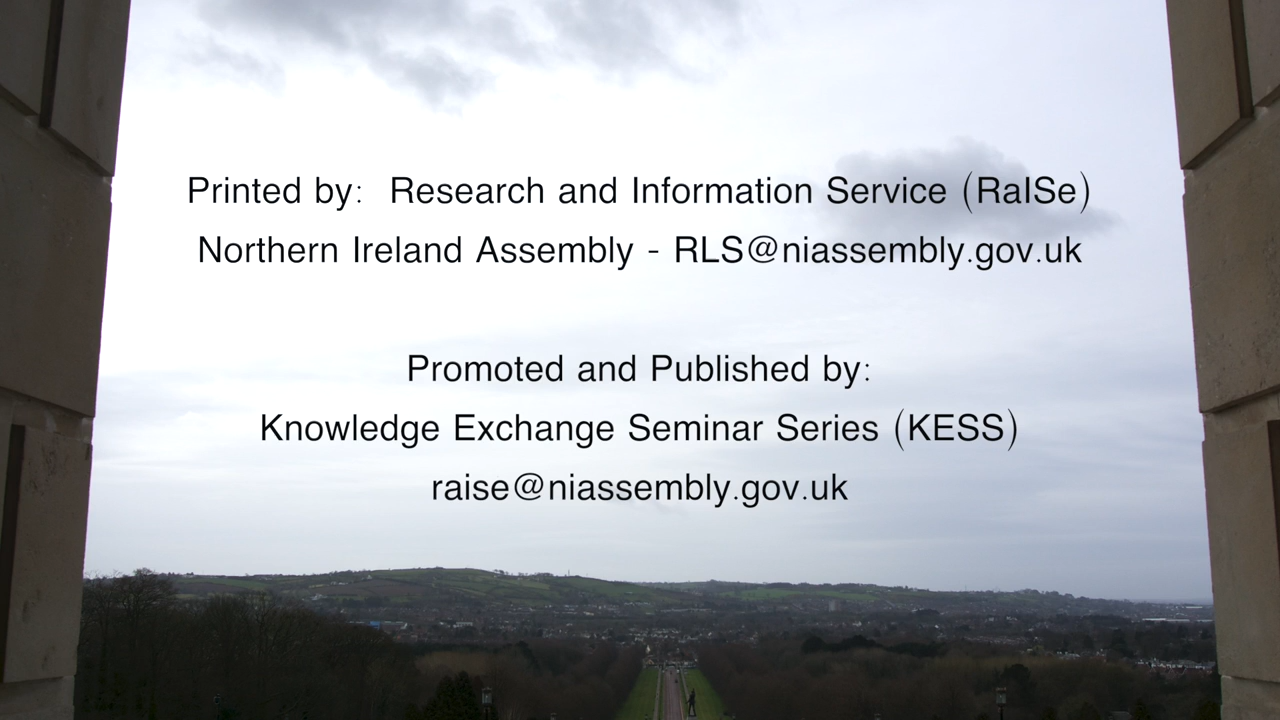 Printed by:  Research and Information Service (RaISe)
Northern Ireland Assembly - RLS@niassembly.gov.uk
Promoted and Published by:
Knowledge Exchange Seminar Series (KESS)
raise@niassembly.gov.uk